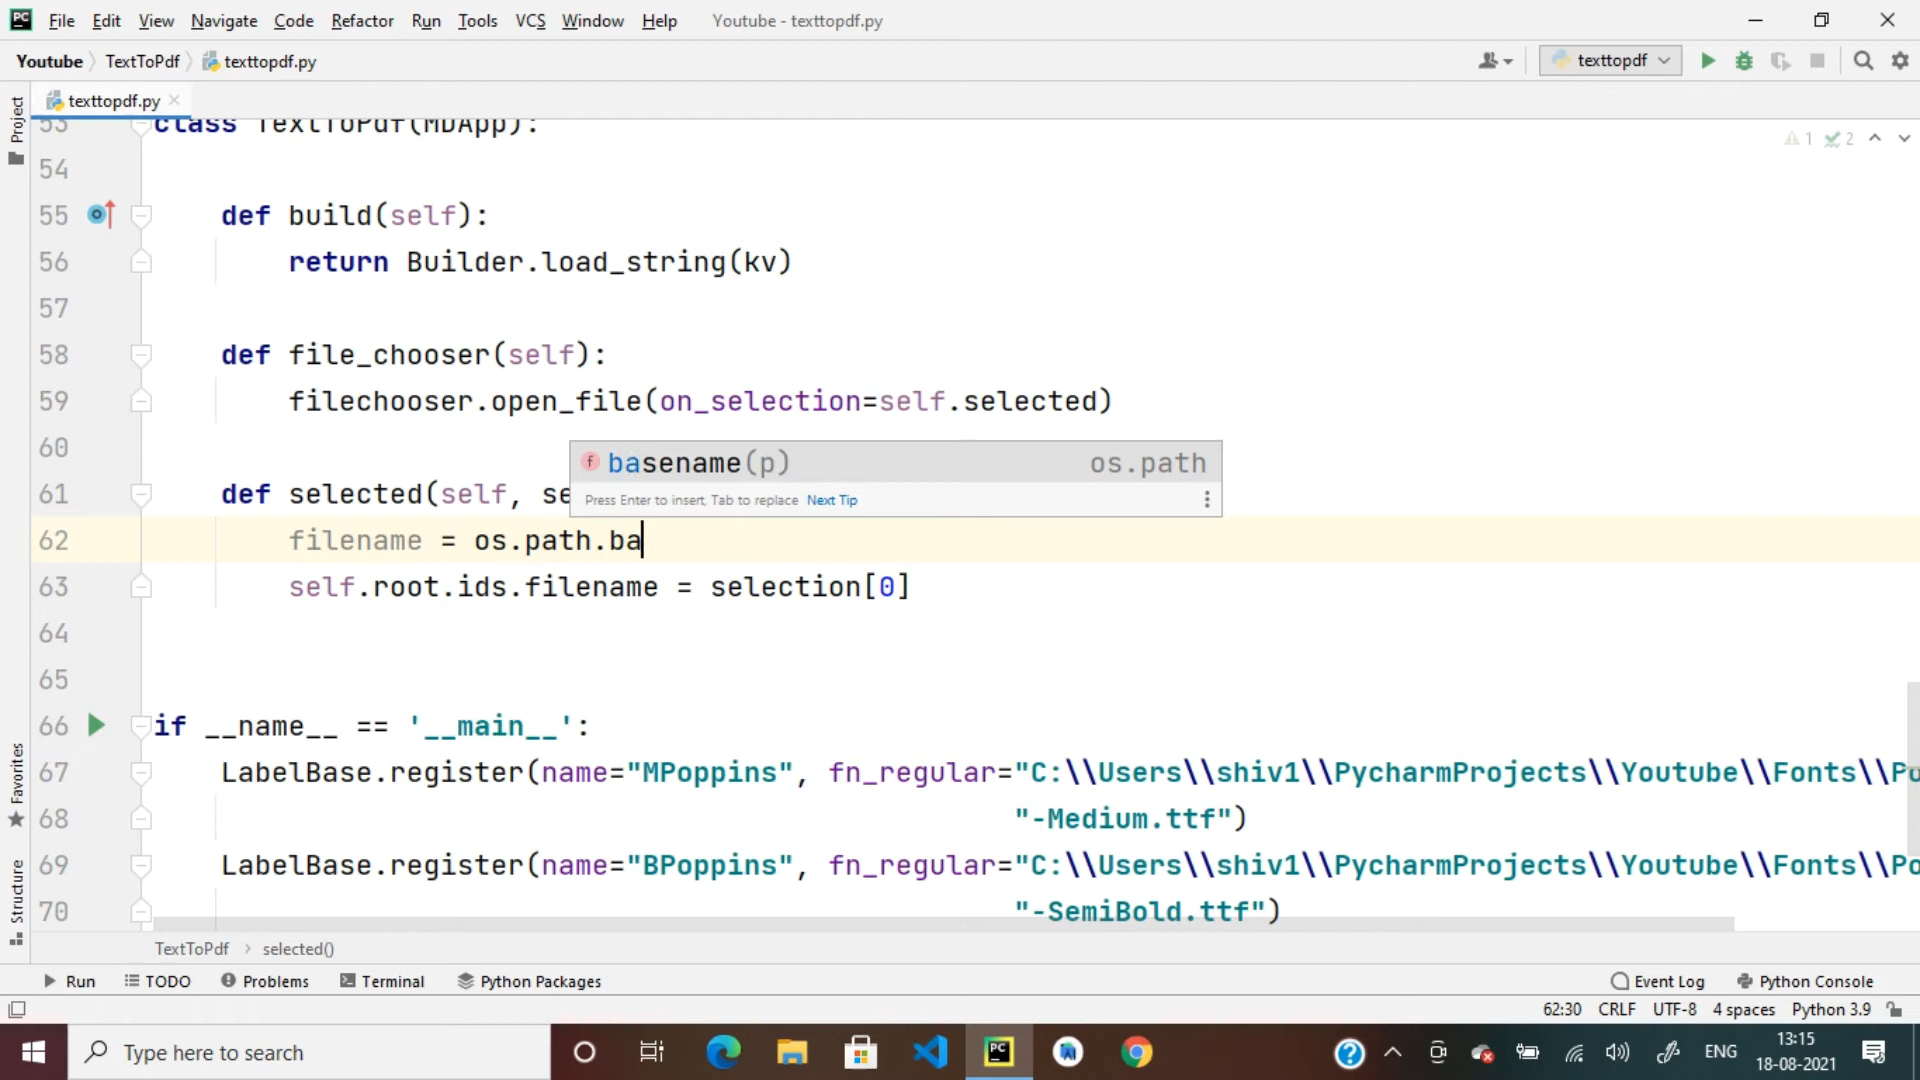 File Edit View Navigate Code Refactor Run Tools VCS Window Help Youtube - texttopdf.py
Youtube TextToPdf texttopdf.py texttopdf
texttopdf.py
Project
53 class TextToPdf(MDApp):
1 2
54
55 def build(self):
56 return Builder.load_string(kv)
57
58 def file_chooser(self):
59 filechooser.open_file(on_selection=self.selected)
60
basename(p) os.path
61 def selected(self, se
Press Enter to insert, Tab to replace Next Tip
62 filename = os.path.ba
63 self.root.ids.filename = selection[0]
64
65
66 if __name__ == '__main__':
67 LabelBase.register(name="MPoppins", fn_regular="C:\\Users\\shiv1\\PycharmProjects\\Youtube\\Fonts\\Po
68 "-Medium.ttf")
69 LabelBase.register(name="BPoppins", fn_regular="C:\\Users\\shiv1\\PycharmProjects\\Youtube\\Fonts\\Po
70 "-SemiBold.ttf")
Favorites
Structure
TextToPdf selected()
Run TODO Problems Terminal Python Packages Event Log Python Console
62:30 CRLF UTF-8 4 spaces Python 3.9
Type here to search
ENG
13:15
18-08-2021